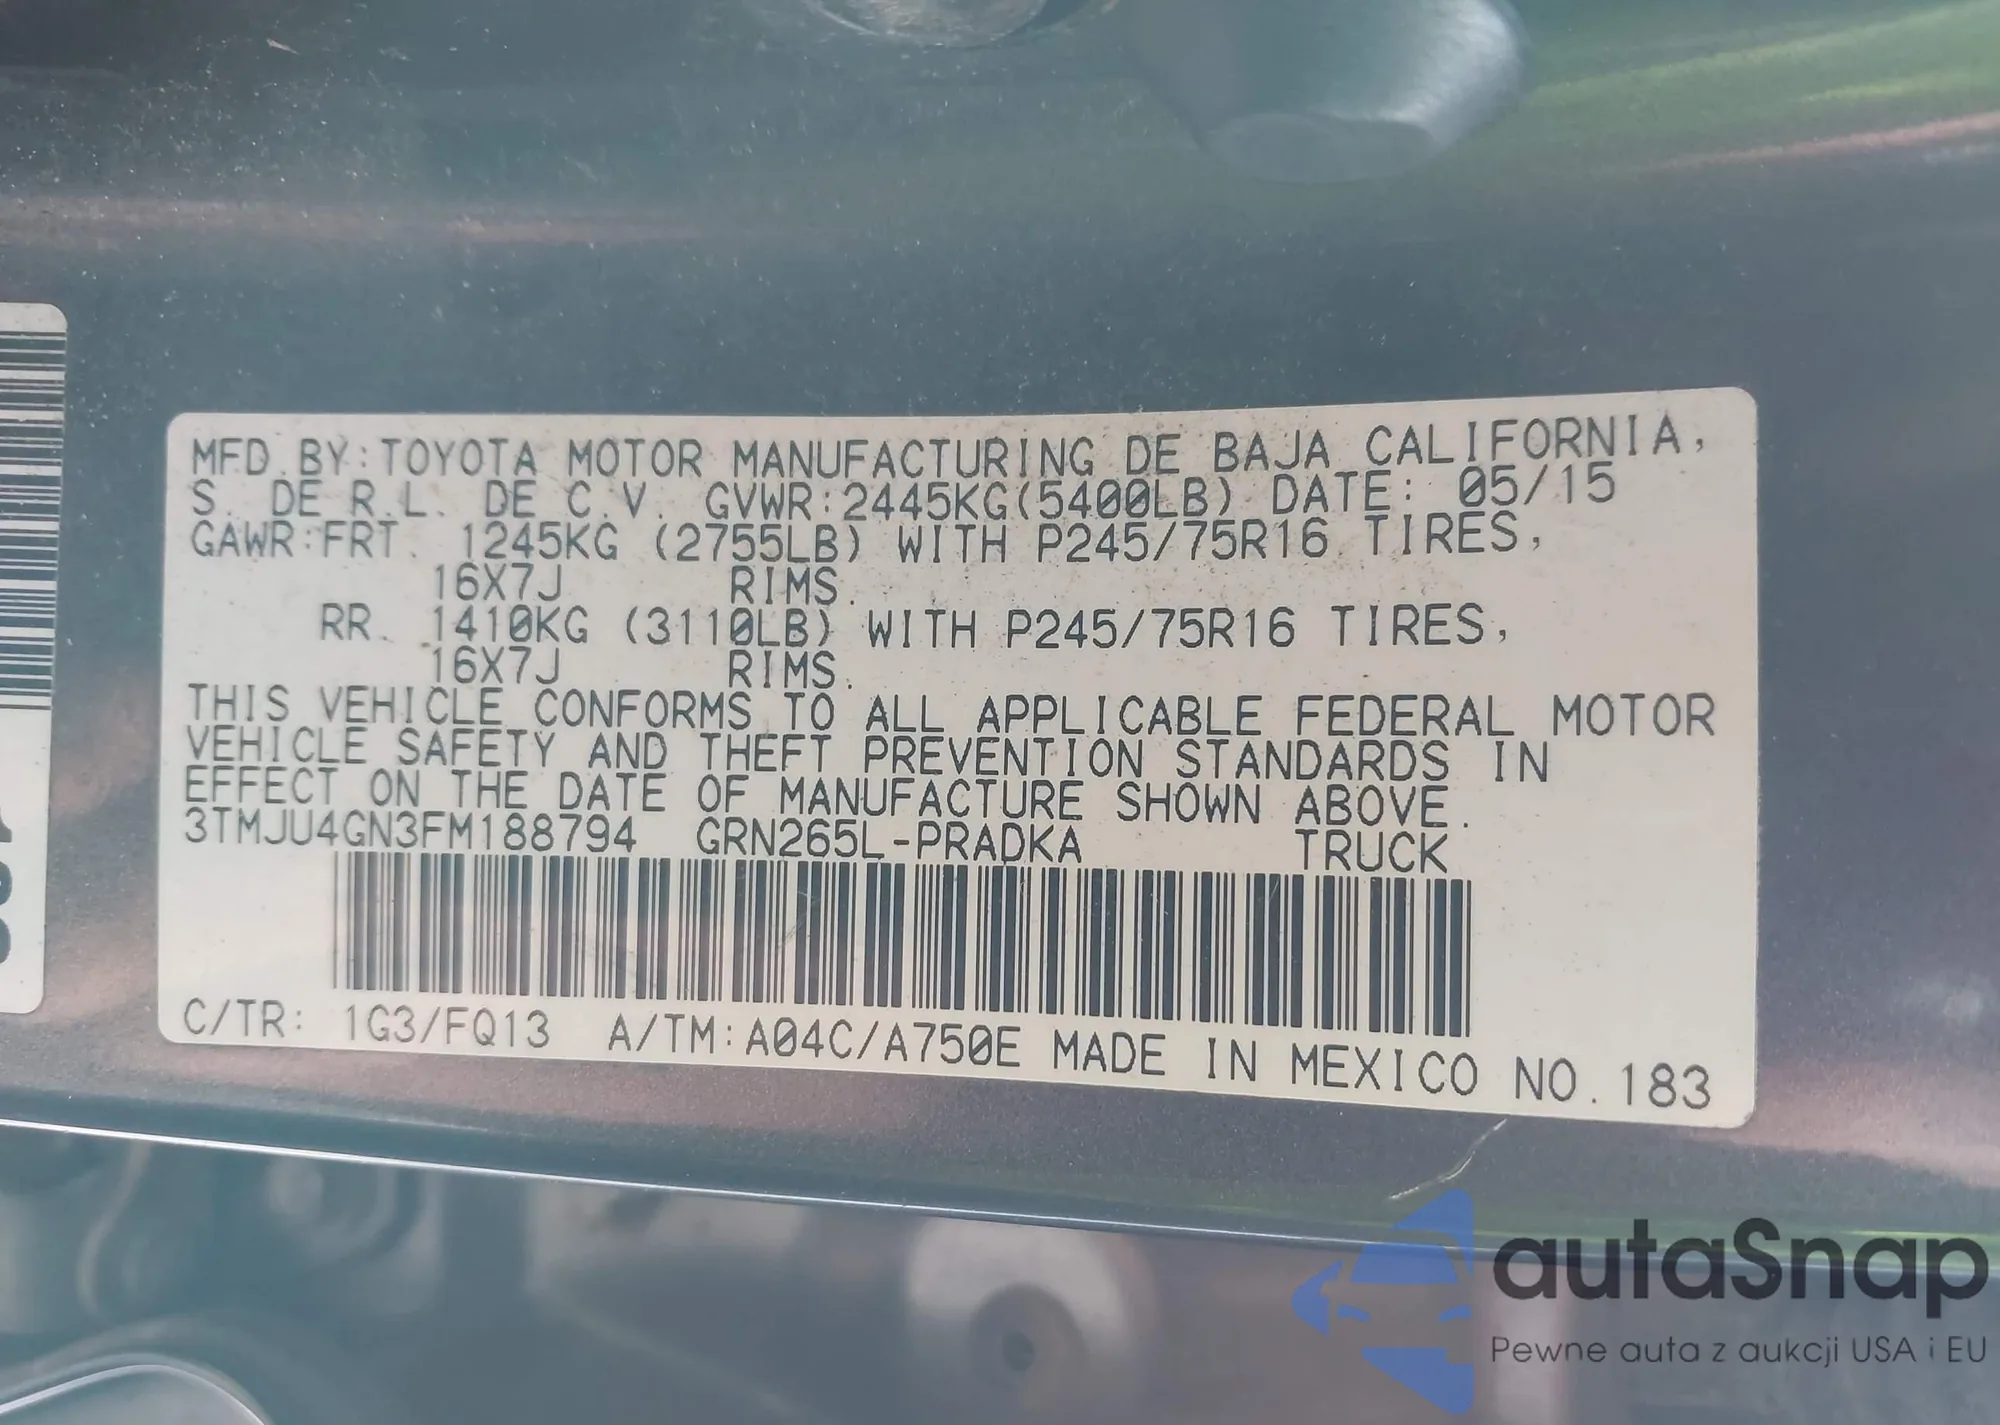 MFD.BY:TOYOTA MOTOR MANUFACTURING DE BAJA CALIFORNIA,
S. DE R.L. DE C.V. GVWR:2445KG(5400LB) DATE: 05/15
GAWR:FRT. 1245KG (2755LB) WITH P245/75R16 TIRES,
16X7J RIMS.
RR. 1410KG (3110LB) WITH P245/75R16 TIRES,
16X7J RIMS.
THIS VEHICLE CONFORMS TO ALL APPLICABLE FEDERAL MOTOR
VEHICLE SAFETY AND THEFT PREVENTION STANDARDS IN
EFFECT ON THE DATE OF MANUFACTURE SHOWN ABOVE.
3TMJU4GN3FM188794 GRN265L-PRADKA TRUCK
C/TR: 1G3/FQ13 A/TM:A04C/A750E MADE IN MEXICO NO.183
autaSnap
Pewne auta z aukcji USA i EU